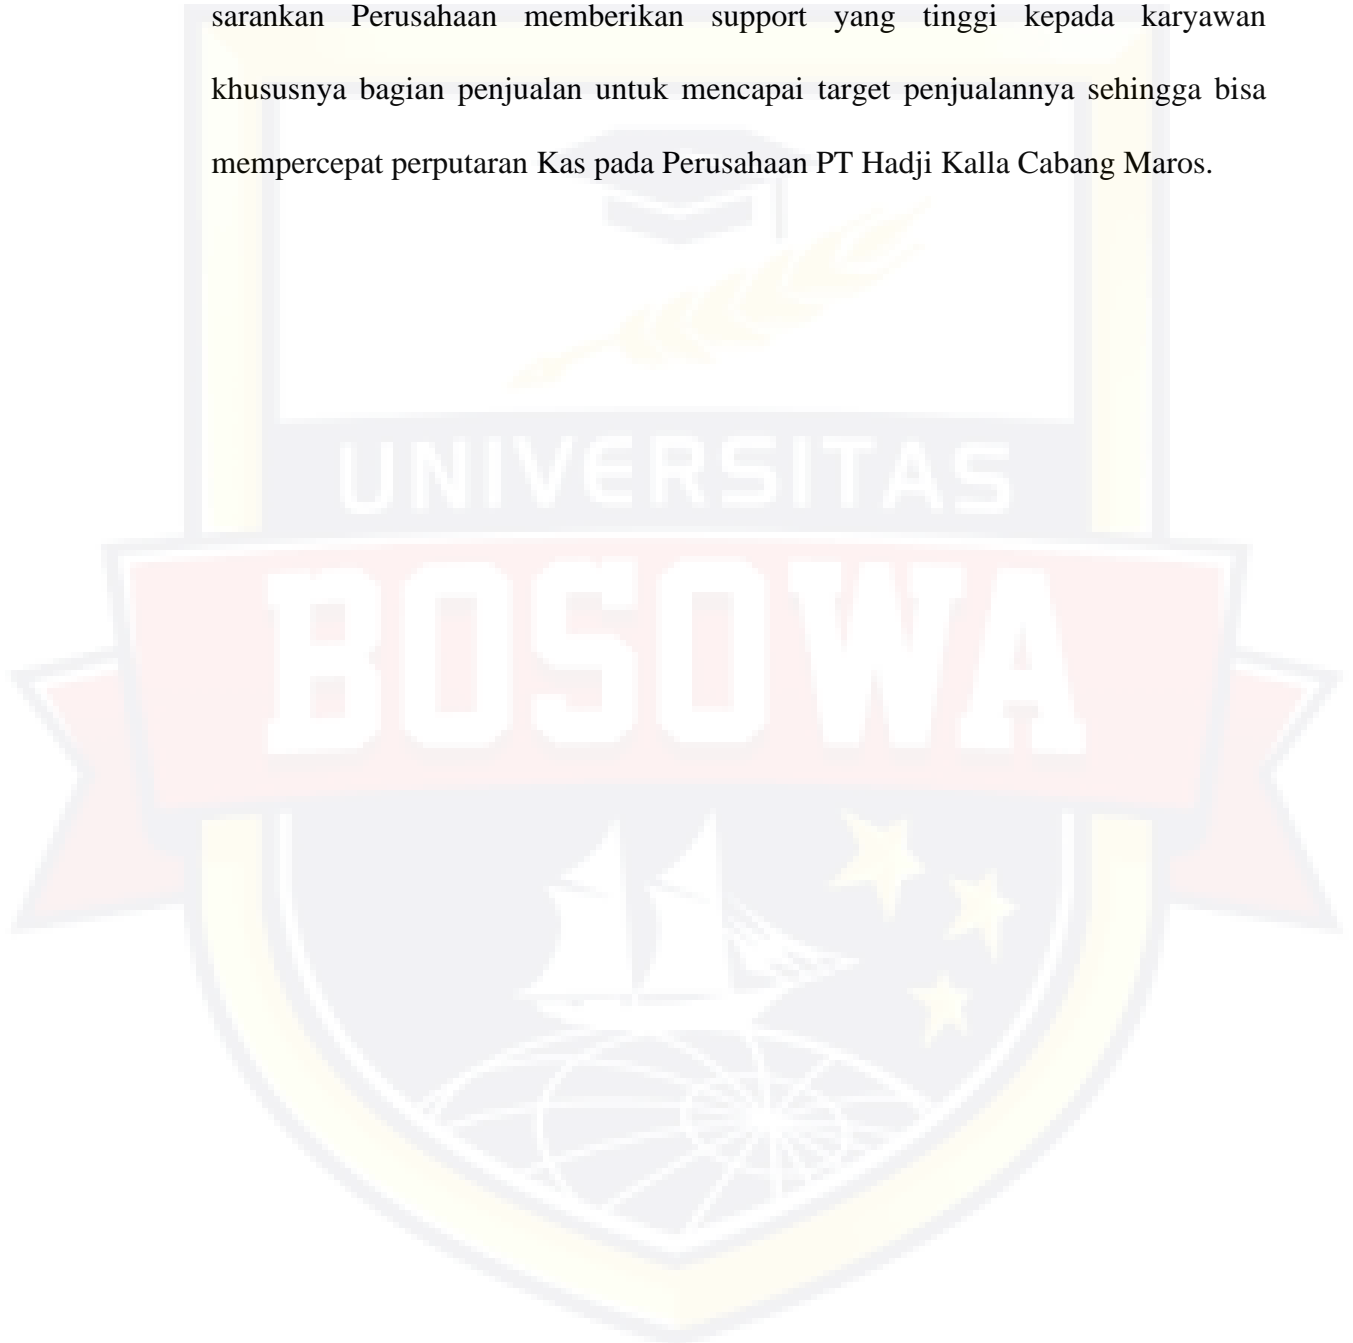 sarankan Perusahaan memberikan support yang tinggi kepada karyawan
khususnya bagian penjualan untuk mencapai target penjualannya sehingga bisa
mempercepat perputaran Kas pada Perusahaan PT Hadji Kalla Cabang Maros.
UNIVERSITAS
BOSOWA